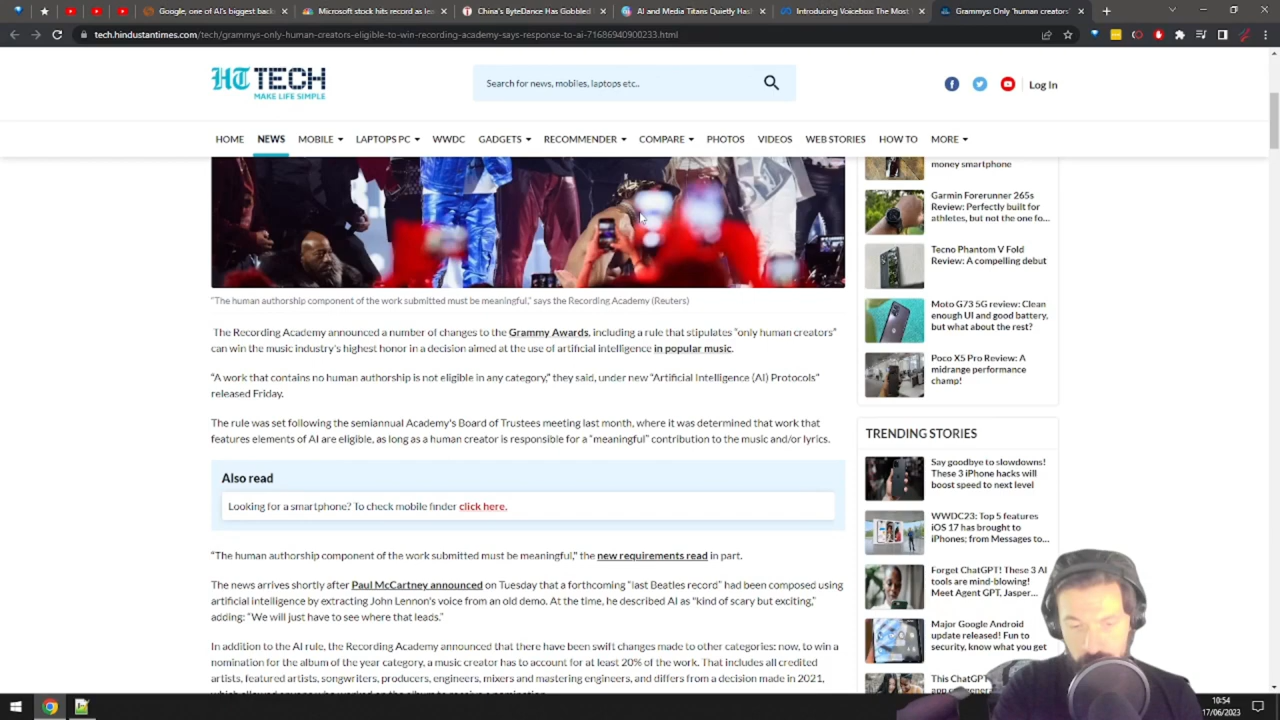 Google, one of AI's biggest back
Microsoft stock hits record as le
China's BeiDance Has Gobblec
AI and Media Titans Quietly Has
Introducing Voicebox The Most
Grammys Only 'Human Creators'
tech.hindustantimes.com/tech/grammys-only-human-creators-eligible-to-win-recording-academy-says-response-to-ai-71686940900233.html
HT TECH
MAKE LIFE SIMPLE
Search for news, mobiles, laptops etc..
Log In
HOME NEWS MOBILE LAPTOPS PC WWDC GADGETS RECOMMENDER COMPARE PHOTOS VIDEOS WEB STORIES HOW TO MORE
"The human authorship component of the work submitted must be meaningful," says the Recording Academy (Reuters)
The Recording Academy announced a number of changes to the Grammy Awards, including a rule that stipulates "only human creators"
can win the music industry's highest honor in a decision aimed at the use of artificial intelligence in popular music.
"A work that contains no human authorship is not eligible in any category," they said, under new "Artificial Intelligence (AI) Protocols"
released Friday.
The rule was set following the semiannual Academy's Board of Trustees meeting last month, where it was determined that work that
features elements of AI are eligible, as long as a human creator is responsible for a "meaningful" contribution to the music and/or lyrics.
Also read
Looking for a smartphone? To check mobile finder click here.
"The human authorship component of the work submitted must be meaningful," the new requirements read in part.
The news arrives shortly after Paul McCartney announced on Tuesday that a forthcoming "last Beatles record" had been composed using
artificial intelligence by extracting John Lennon's voice from an old demo. At the time, he described AI as "kind of scary but exciting,"
adding: "We will just have to see where that leads."
In addition to the AI rule, the Recording Academy announced that there have been swift changes made to other categories: now, to win a
nomination for the album of the year category, a music creator has to account for at least 20% of the work. That includes all credited
artists, featured artists, songwriters, producers, engineers, mixers and mastering engineers, and differs from a decision made in 2021,
which allowed anyone who worked on the album to receive a nomination.
money smartphone
Garmin Forerunner 265s
Review: Perfectly built for
athletes, but not the one fo...
Tecno Phantom V Fold
Review: A compelling debut
Moto G73 5G review: Clean
enough UI and good battery,
but what about the rest?
Poco X5 Pro Review: A
midrange performance
champ!
TRENDING STORIES
Say goodbye to slowdowns!
These 3 iPhone hacks will
boost speed to next level
WWDC23: Top 5 features
iOS 17 has brought to
iPhones; from Messages to...
Forget ChatGPT! These 3 AI
tools are mind-blowing!
Meet Agent GPT, Jasper...
Major Google Android
update released! Fun to
security, know what you get
This ChatGPT
10:54
17/06/2023